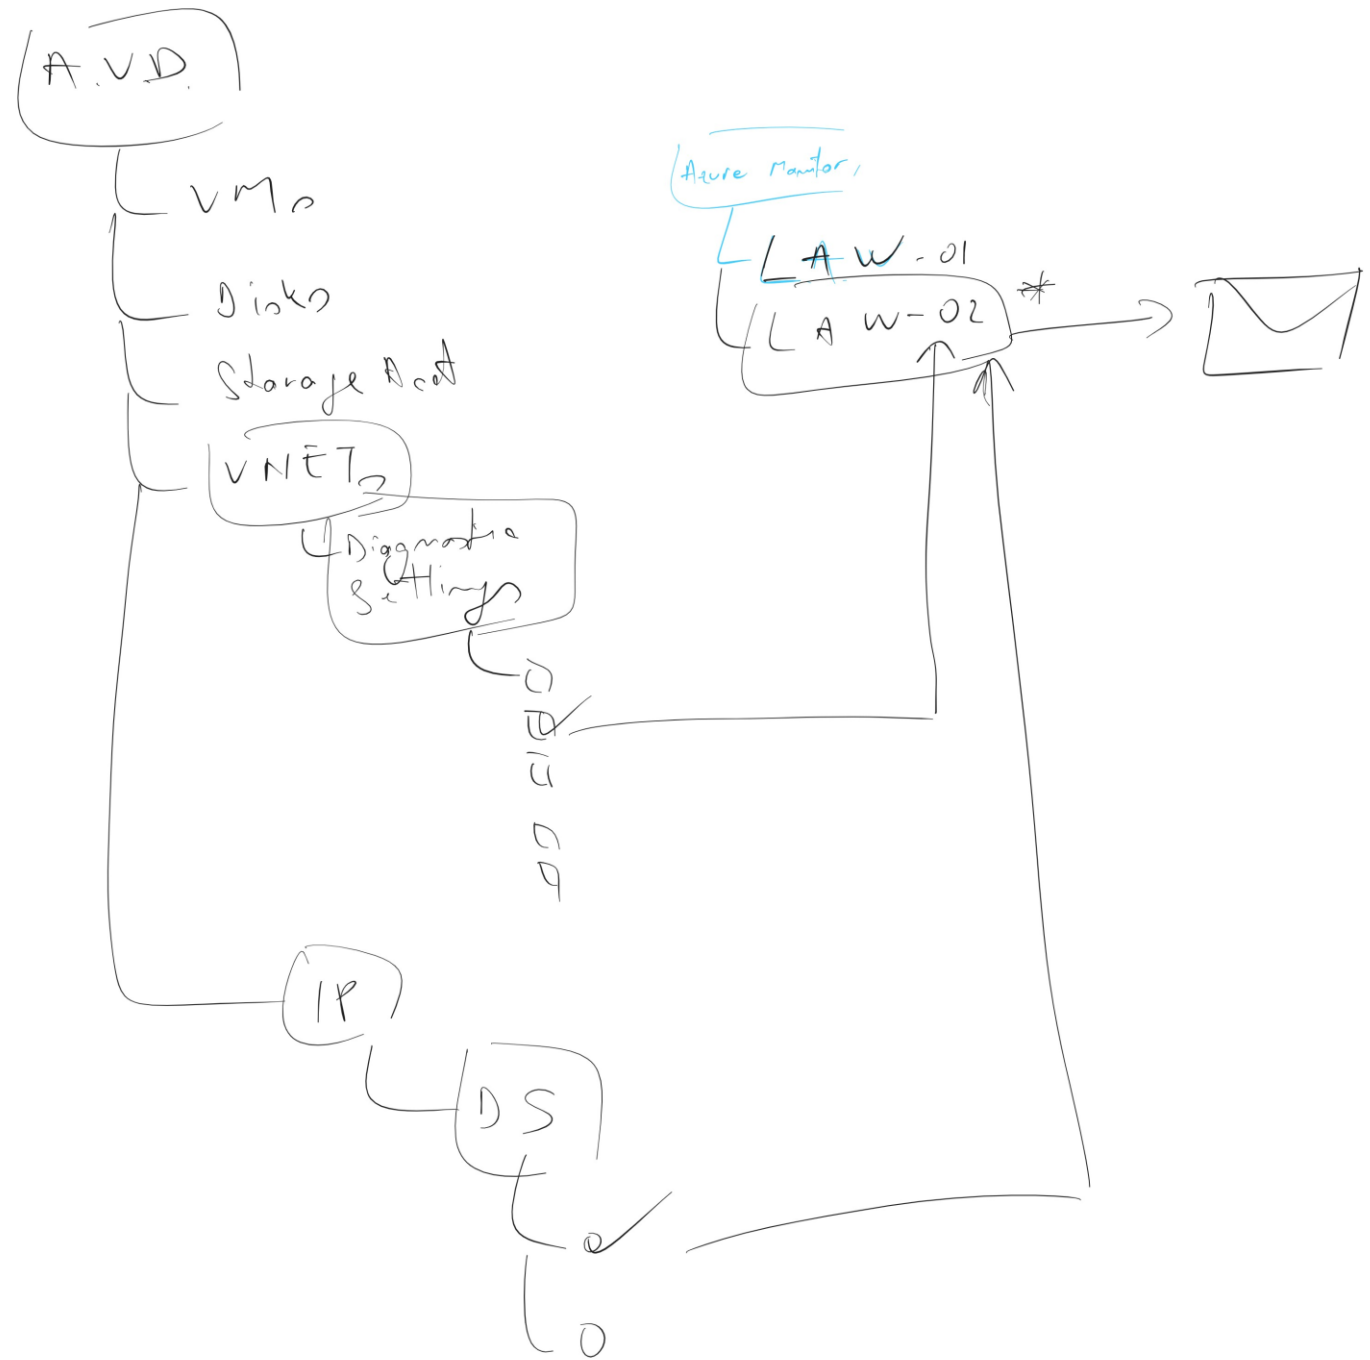 A.V.D.
VMs
Disks
Storage Acct
VNETs
Diagnostic
Settings
IP
DS
Azure Monitor
LAW-01
LAW-02 *